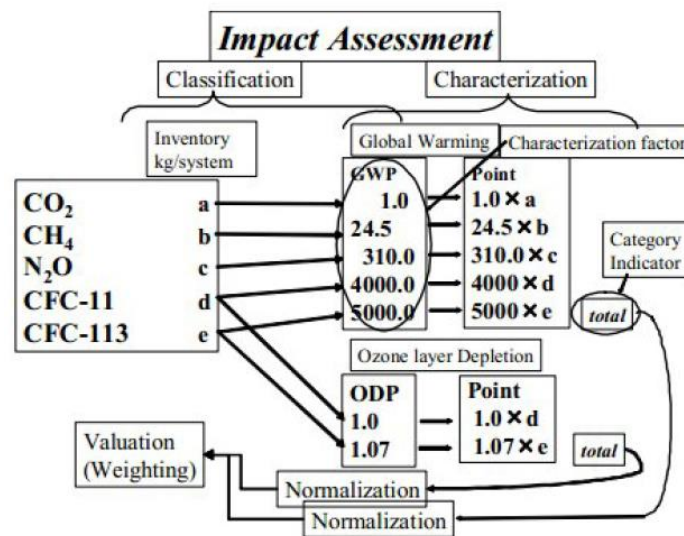 Impact Assessment
Classification
Characterization
Inventory
kg/system
Global Warming
Characterization factor
CO₂ a
CH₄ b
N₂O c
CFC-11 d
CFC-113 e
GWP
1.0
24.5
310.0
4000.0
5000.0
Point
1.0×a
24.5×b
310.0×c
4000×d
5000×e
Category
Indicator
total
Ozone layer Depletion
ODP
1.0
1.07
Point
1.0×d
1.07×e
total
Valuation
(Weighting)
Normalization
Normalization